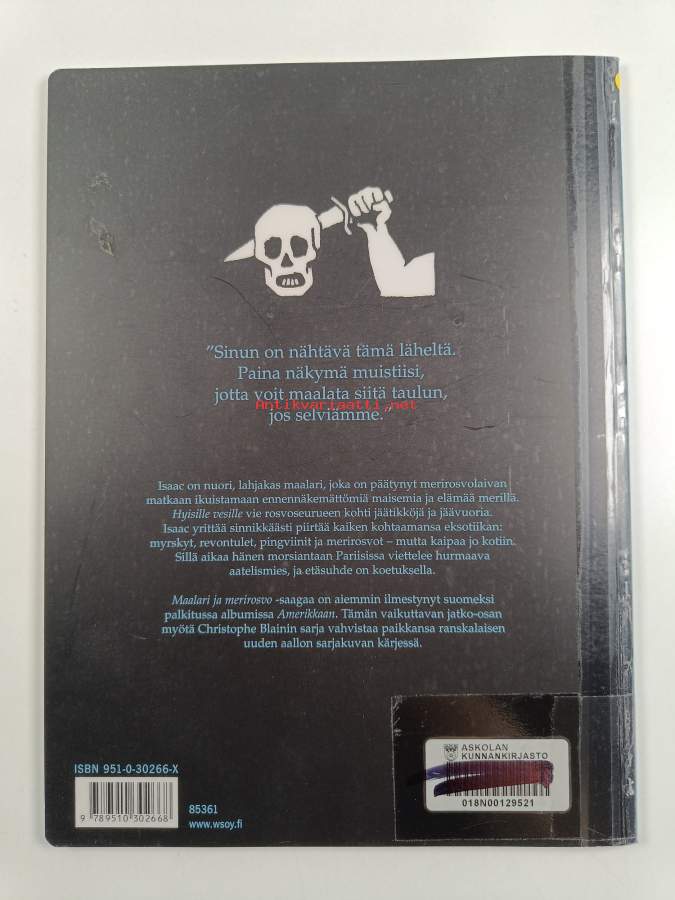 "Sinun on nähtävä tämä läheltä.
Paina näkymä muistiisi,
jotta voit maalata siitä taulun,
Antikvariaatti.net
jos selviämme."
Isaac on nuori, lahjakas maalari, joka on päätynyt merirosvolaivan
matkaan ikuistamaan ennennäkemättömiä maisemia ja elämää merillä.
Hyisille vesille vie rosvoseurueen kohti jäätikköjä ja jäävuoria.
Isaac yrittää sinnikkäästi piirtää kaiken kohtaamansa eksotiikan:
myrskyt, revontulet, pingviinit ja merirosvot – mutta kaipaa jo kotiin.
Sillä aikaa hänen morsiantaan Pariisissa viettelee hurmaava
aatelismies, ja etäsuhde on koetuksella.
Maalari ja merirosvo -saagaa on aiemmin ilmestynyt suomeksi
palkitussa albumissa Amerikkaan. Tämän vaikuttavan jatko-osan
myötä Christophe Blainin sarja vahvistaa paikkansa ranskalaisen
uuden aallon sarjakuvan kärjessä.
ISBN 951-0-30266-X
9 789510 302668
85361
www.wsoy.fi
ASKOLAN
KUNNANKIRJASTO
018N00129521